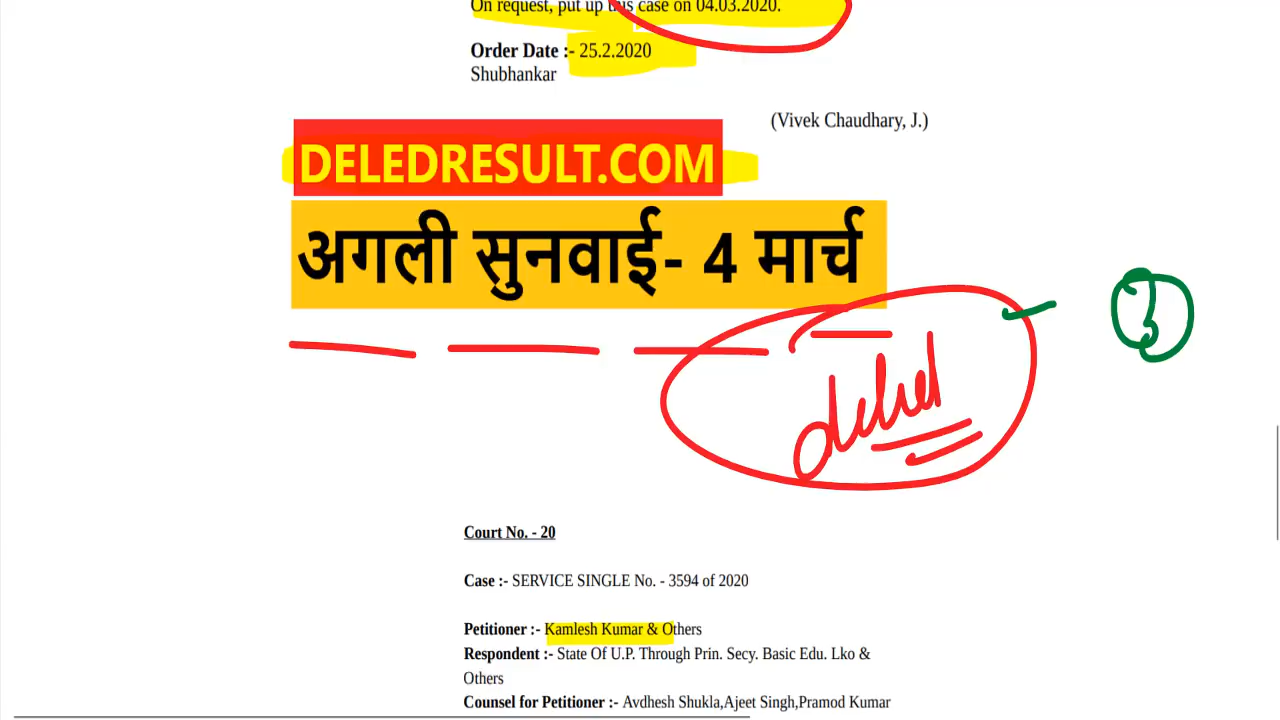 On request, put up this case on 04.03.2020.
Order Date :- 25.2.2020
Shubhankar
(Vivek Chaudhary, J.)
DELEDRESULT.COM
अगली सुनवाई- 4 मार्च
deled
Court No. - 20
Case :- SERVICE SINGLE No. - 3594 of 2020
Petitioner :- Kamlesh Kumar & Others
Respondent :- State Of U.P. Through Prin. Secy. Basic Edu. Lko &
Others
Counsel for Petitioner :- Avdhesh Shukla,Ajeet Singh,Pramod Kumar